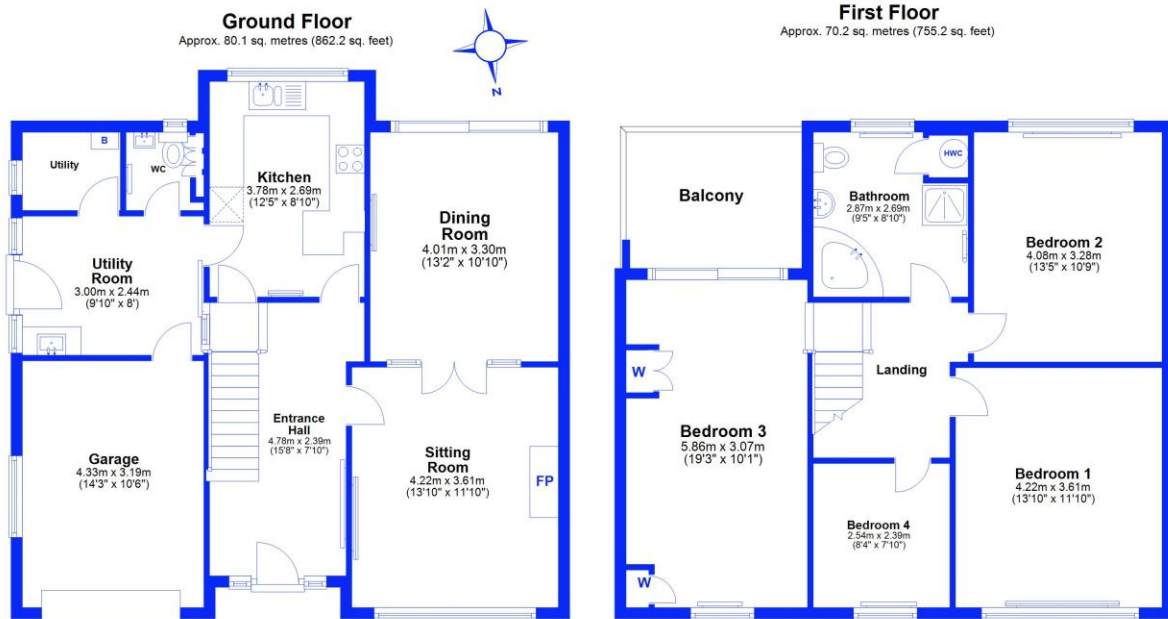 Ground Floor
Approx. 80.1 sq. metres (862.2 sq. feet)
N
Utility
B
WC
Kitchen
3.78m x 2.69m
(12'5" x 8'10")
Dining
Room
4.01m x 3.30m
(13'2" x 10'10")
Utility
Room
3.00m x 2.44m
(9'10" x 8')
Entrance
Hall
4.78m x 2.39m
(15'8" x 7'10")
Garage
4.33m x 3.19m
(14'3" x 10'6")
Sitting
Room
4.22m x 3.61m
(13'10" x 11'10")
FP
First Floor
Approx. 70.2 sq. metres (755.2 sq. feet)
Balcony
HWC
Bathroom
2.87m x 2.69m
(9'5" x 8'10")
Bedroom 2
4.08m x 3.28m
(13'5" x 10'9")
W
Landing
Bedroom 3
5.86m x 3.07m
(19'3" x 10'1")
Bedroom 1
4.22m x 3.61m
(13'10" x 11'10")
Bedroom 4
2.54m x 2.39m
(8'4" x 7'10")
W